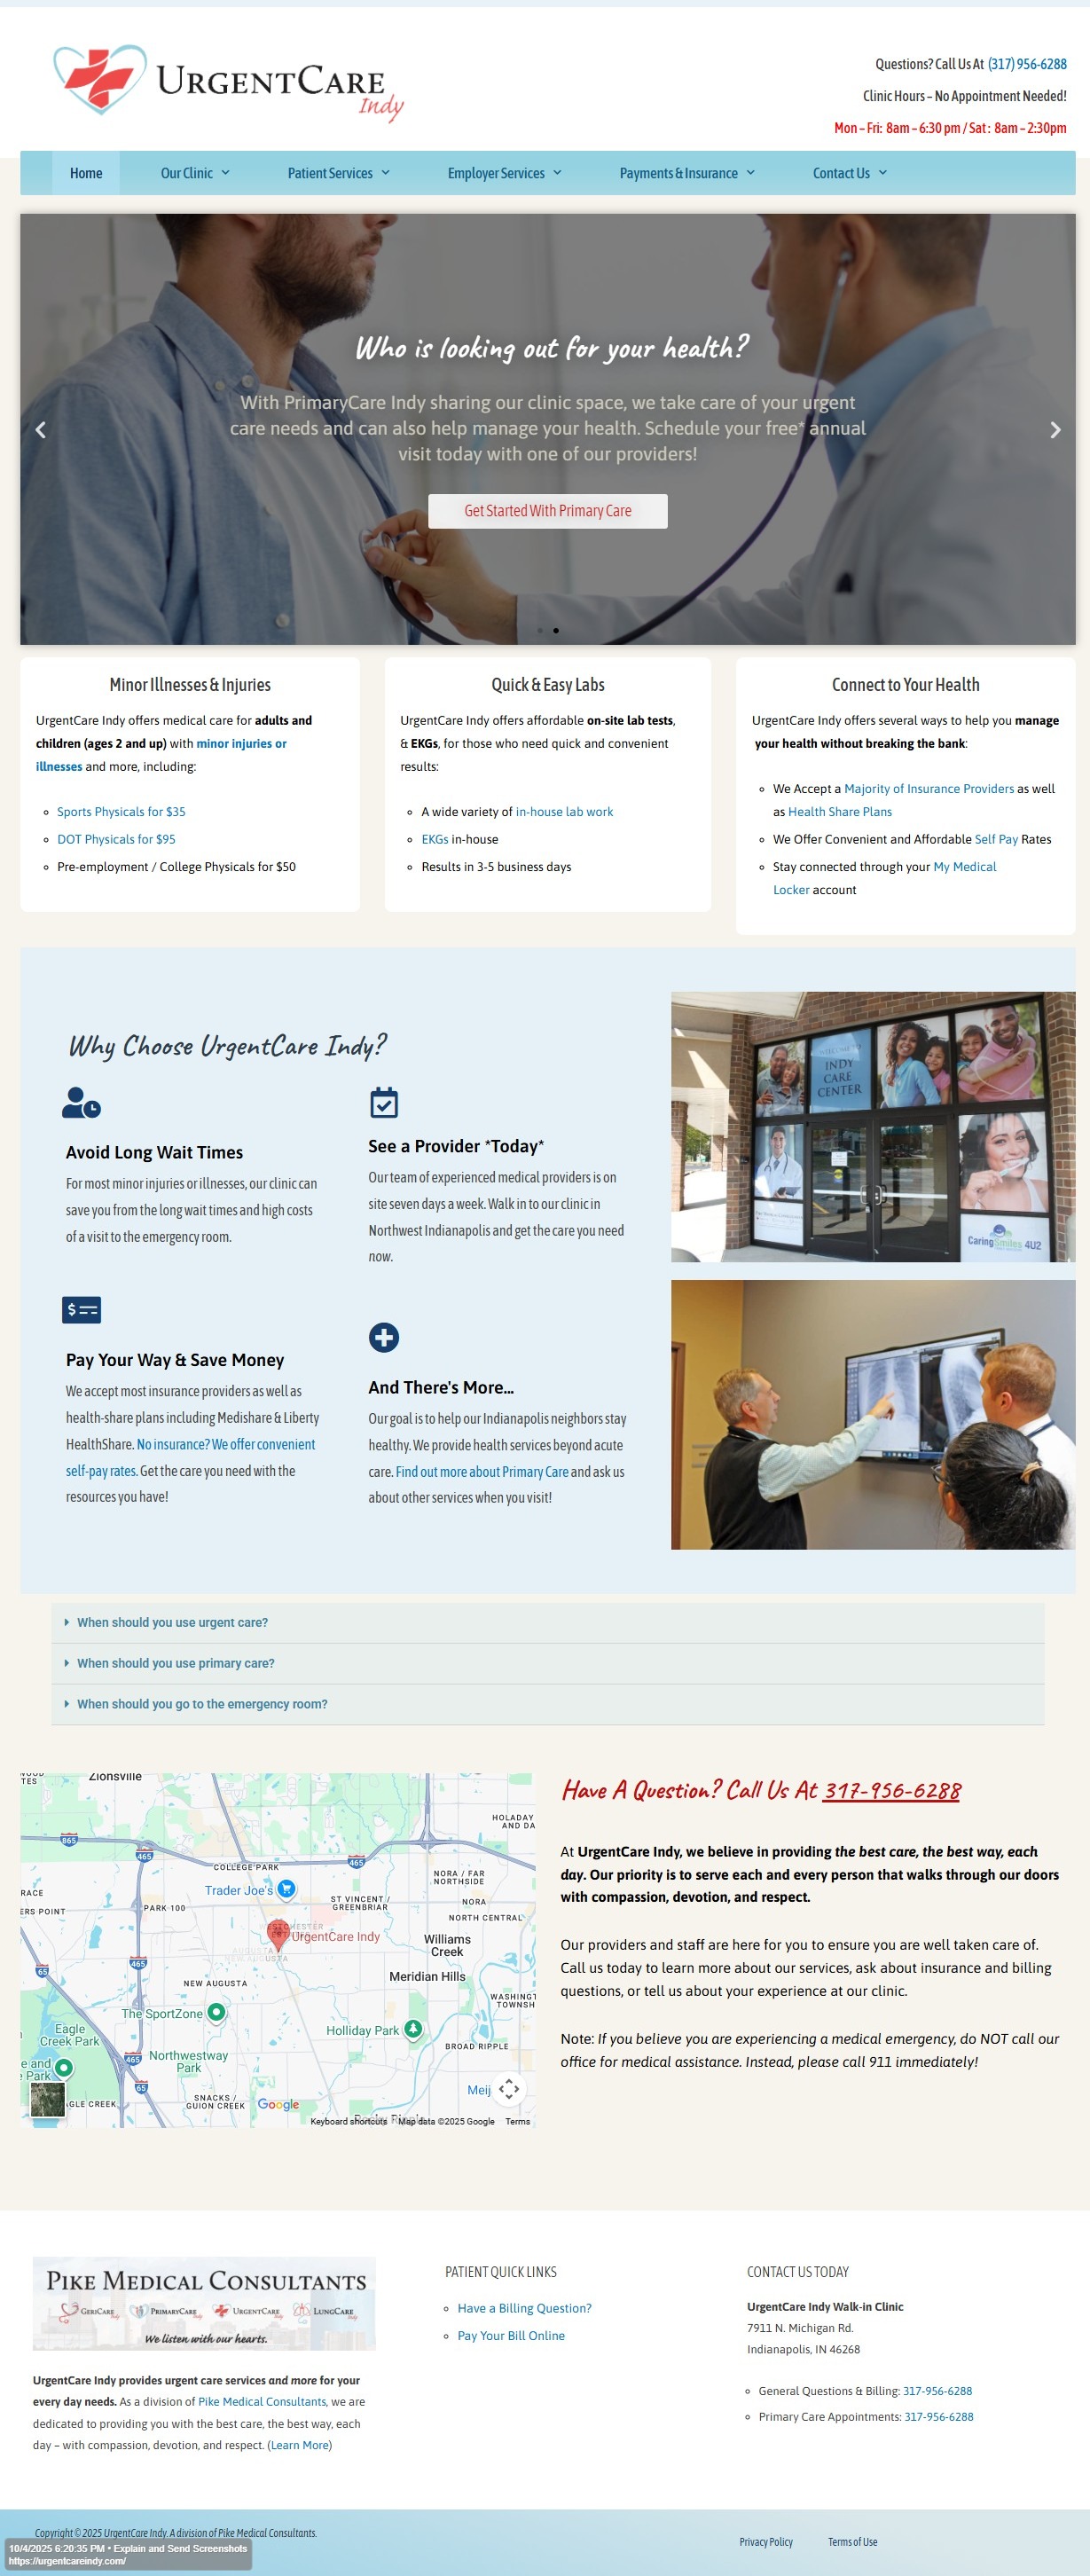 URGENTCARE
Indy
Questions? Call Us At (317) 956-6288
Clinic Hours – No Appointment Needed!
Mon – Fri: 8am – 6:30 pm / Sat : 8am – 2:30pm
Home
Our Clinic
Patient Services
Employer Services
Payments & Insurance
Contact Us
Who is looking out for your health?
With PrimaryCare Indy sharing our clinic space, we take care of your urgent
care needs and can also help manage your health. Schedule your free* annual
visit today with one of our providers!
Get Started With Primary Care
Minor Illnesses & Injuries
UrgentCare Indy offers medical care for adults and
children (ages 2 and up) with minor injuries or
illnesses and more, including:
Sports Physicals for $35
DOT Physicals for $95
Pre-employment / College Physicals for $50
Quick & Easy Labs
UrgentCare Indy offers affordable on-site lab tests,
& EKGs, for those who need quick and convenient
results:
A wide variety of in-house lab work
EKGs in-house
Results in 3-5 business days
Connect to Your Health
UrgentCare Indy offers several ways to help you manage
your health without breaking the bank:
We Accept a Majority of Insurance Providers as well
as Health Share Plans
We Offer Convenient and Affordable Self Pay Rates
Stay connected through your My Medical
Locker account
Why Choose UrgentCare Indy?
Avoid Long Wait Times
For most minor injuries or illnesses, our clinic can
save you from the long wait times and high costs
of a visit to the emergency room.
See a Provider *Today*
Our team of experienced medical providers is on
site seven days a week. Walk in to our clinic in
Northwest Indianapolis and get the care you need
now.
Pay Your Way & Save Money
We accept most insurance providers as well as
health-share plans including Medishare & Liberty
HealthShare. No insurance? We offer convenient
self-pay rates. Get the care you need with the
resources you have!
And There's More...
Our goal is to help our Indianapolis neighbors stay
healthy. We provide health services beyond acute
care. Find out more about Primary Care and ask us
about other services when you visit!
WELCOME TO
INDY
CARE
CENTER
Caring Smiles 4U2
When should you use urgent care?
When should you use primary care?
When should you go to the emergency room?
Zionsville
HOLADAY
AND DA
865
465
465
COLLEGE PARK
NORA / FAR
NORTHSIDE
Trader Joe's
RACE
ST VINCENT /
GREENBRIAR
NORA
ERS POINT
PARK 100
NORTH CENTRAL
UrgentCare Indy
Williams
Creek
465
65
Meridian Hills
NEW AUGUSTA
WASHINGT
TOWNSH
The SportZone
Eagle
Creek Park
Holliday Park
BROAD RIPPLE
465
Northwestway
Park
e and
Park
65
Meij
AGLE CREEK
SNACKS /
GUION CREEK
Google
Keyboard shortcuts
Map data ©2025 Google
Terms
Have A Question? Call Us At 317-956-6288
At UrgentCare Indy, we believe in providing the best care, the best way, each
day. Our priority is to serve each and every person that walks through our doors
with compassion, devotion, and respect.
Our providers and staff are here for you to ensure you are well taken care of.
Call us today to learn more about our services, ask about insurance and billing
questions, or tell us about your experience at our clinic.
Note: If you believe you are experiencing a medical emergency, do NOT call our
office for medical assistance. Instead, please call 911 immediately!
PIKE MEDICAL CONSULTANTS
GERICARE Indy
PRIMARYCARE Indy
URGENTCARE Indy
LUNGCARE Indy
We listen with our hearts.
UrgentCare Indy provides urgent care services and more for your
every day needs. As a division of Pike Medical Consultants, we are
dedicated to providing you with the best care, the best way, each
day – with compassion, devotion, and respect. (Learn More)
PATIENT QUICK LINKS
Have a Billing Question?
Pay Your Bill Online
CONTACT US TODAY
UrgentCare Indy Walk-in Clinic
7911 N. Michigan Rd.
Indianapolis, IN 46268
General Questions & Billing: 317-956-6288
Primary Care Appointments: 317-956-6288
Copyright © 2025 UrgentCare Indy. A division of Pike Medical Consultants.
Privacy Policy
Terms of Use
10/4/2025 6:20:35 PM • Explain and Send Screenshots
https://urgentcareindy.com/